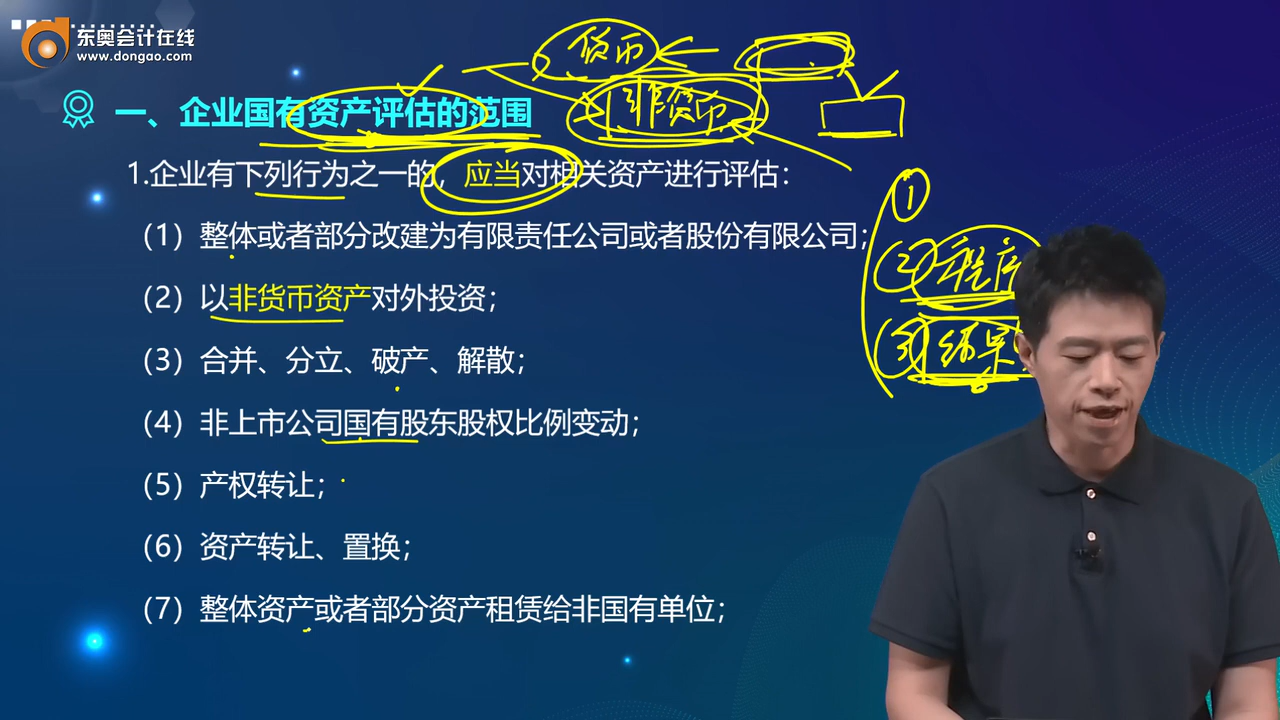 东奥会计在线
www.dongao.com
货币
非货币
一、企业国有资产评估的范围
1.企业有下列行为之一的，应当对相关资产进行评估：
①
（1）整体或者部分改建为有限责任公司或者股份有限公司；
②程序
（2）以非货币资产对外投资；
③结果
（3）合并、分立、破产、解散；
（4）非上市公司国有股东股权比例变动；
（5）产权转让；
（6）资产转让、置换；
（7）整体资产或者部分资产租赁给非国有单位；